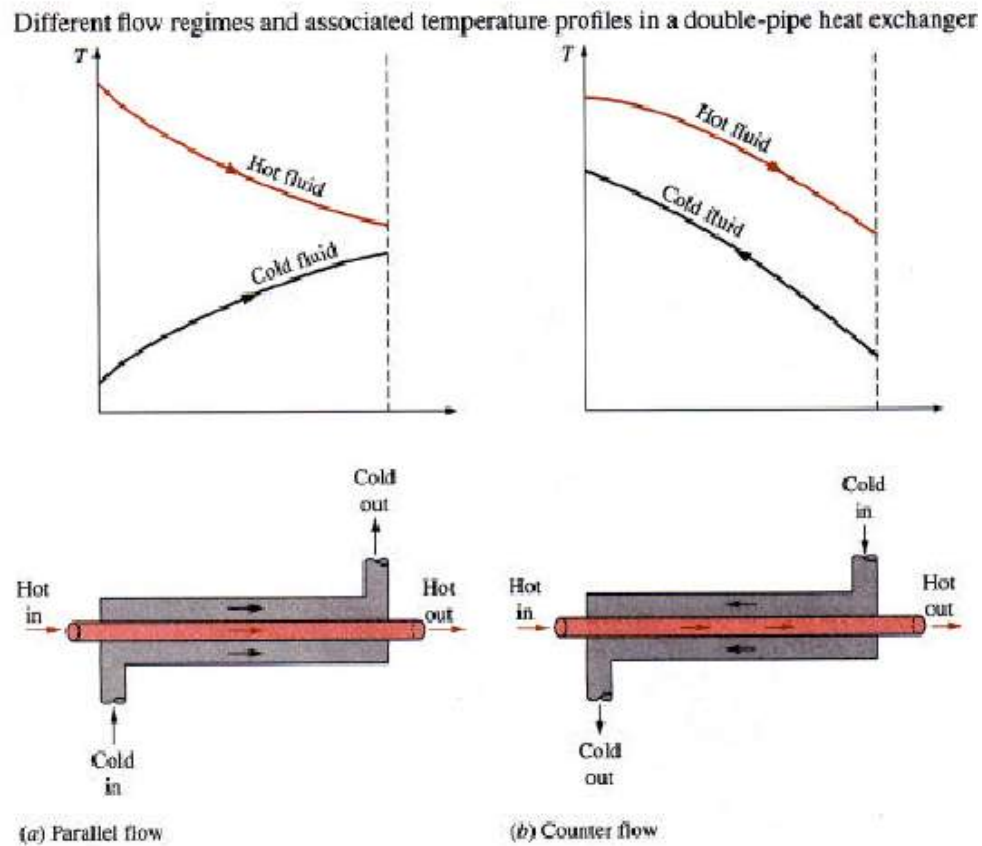 Different flow regimes and associated temperature profiles in a double-pipe heat exchanger
T
Hot fluid
Cold fluid
T
Hot fluid
Cold fluid
Cold
out
Hot
in
Hot
out
Cold
in
(a) Parallel flow
Cold
in
Hot
in
Hot
out
Cold
out
(b) Counter flow